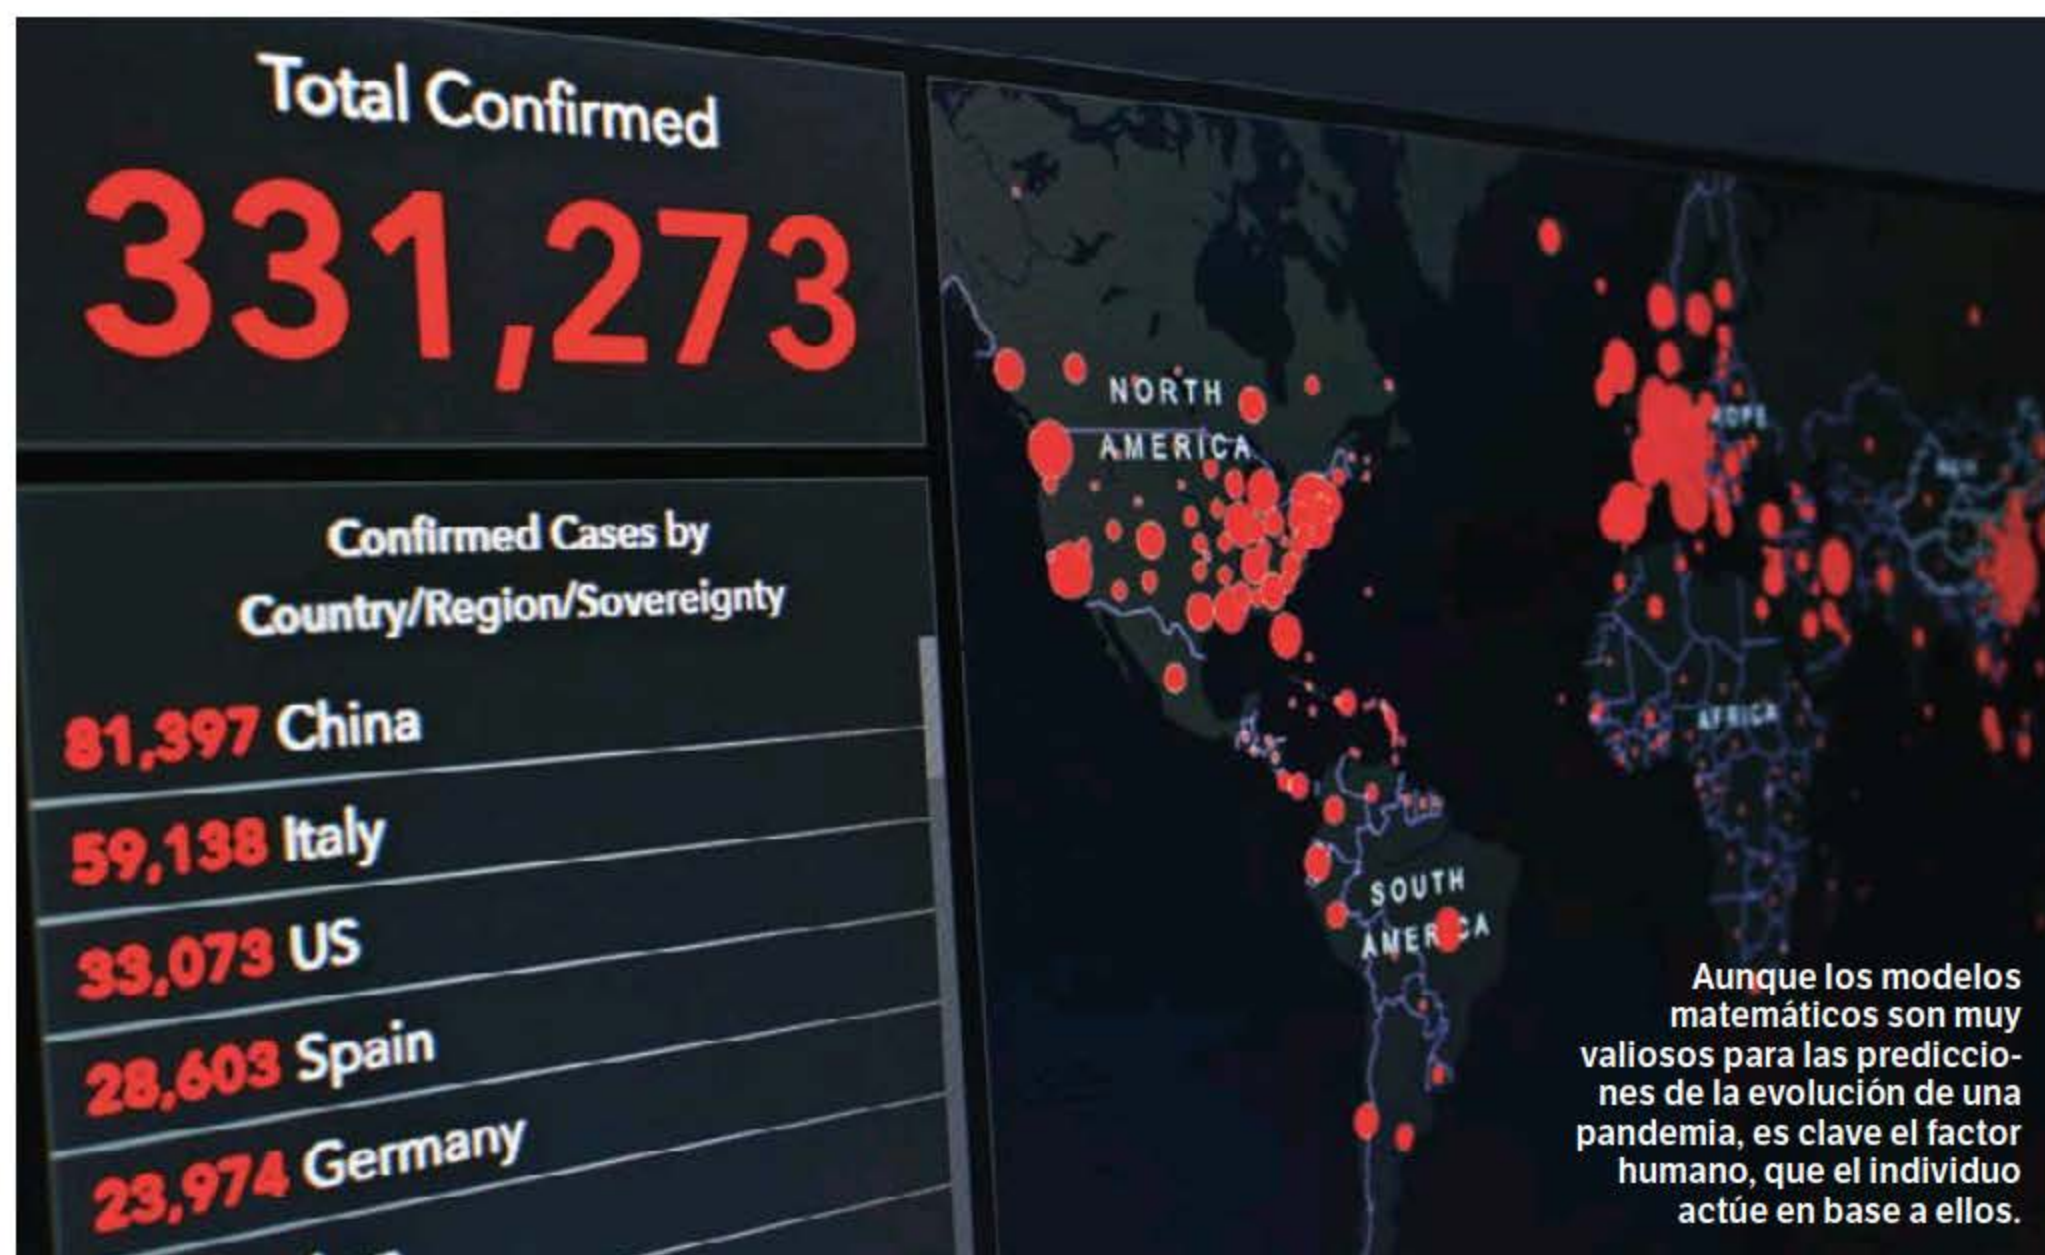 Total Confirmed
331,273
Confirmed Cases by
Country/Region/Sovereignty
81,397 China
59,138 Italy
33,073 US
28,603 Spain
23,974 Germany
NORTH
AMERICA
AFRICA
SOUTH
AMERICA
Aunque los modelos
matemáticos son muy
valiosos para las prediccio-
nes de la evolución de una
pandemia, es clave el factor
humano, que el individuo
actúe en base a ellos.